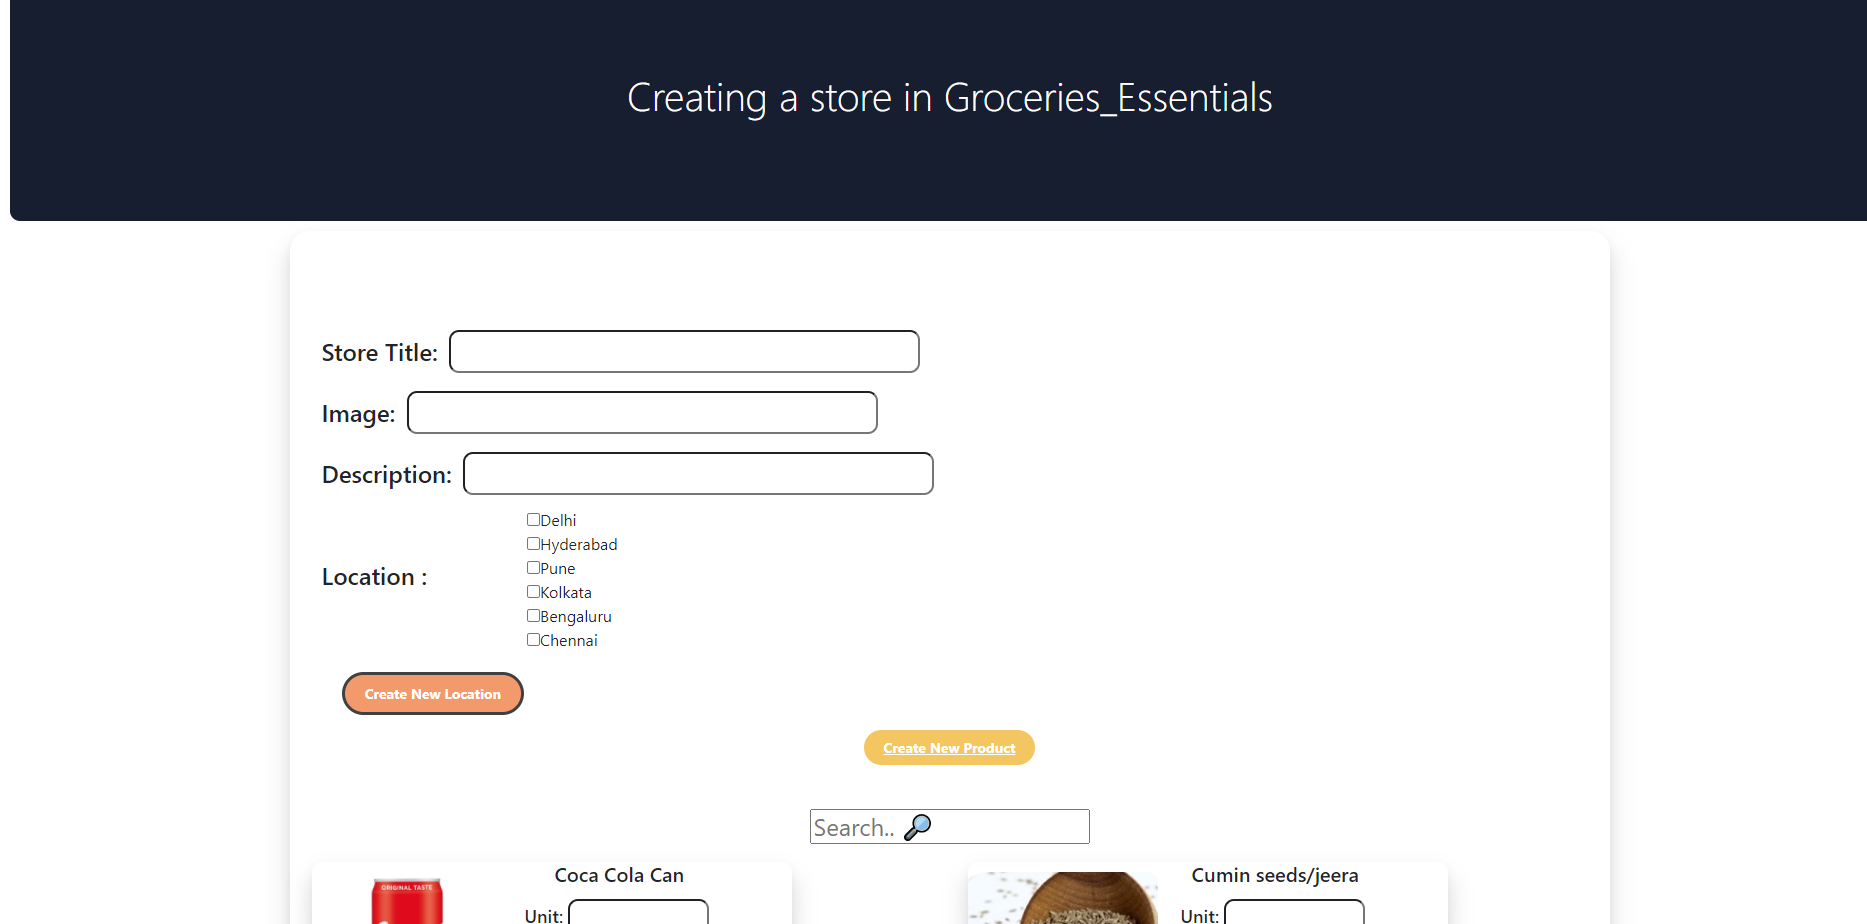 Creating a store in Groceries_Essentials
Store Title:
Image:
Description:
Location :
Delhi
Hyderabad
Pune
Kolkata
Bengaluru
Chennai
Create New Location
Create New Product
Search.. 🔎
Coca Cola Can
ORIGINAL TASTE
Unit:
Cumin seeds/jeera
Unit: